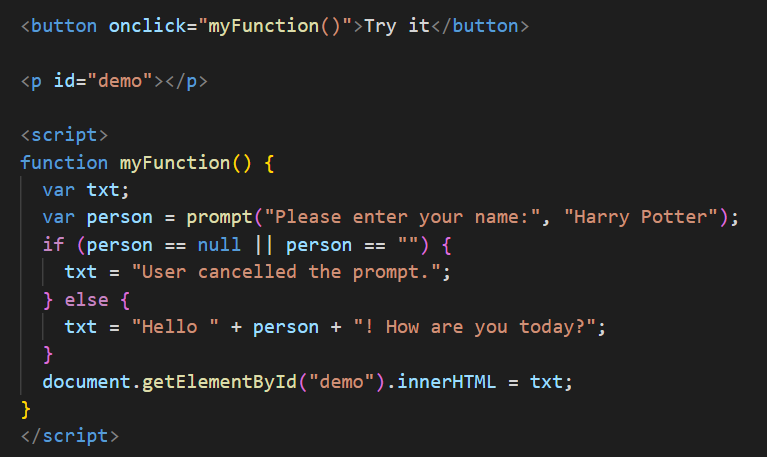 <button onclick="myFunction()">Try it</button>
<p id="demo"></p>
<script>
function myFunction() {
var txt;
var person = prompt("Please enter your name:", "Harry Potter");
if (person == null || person == "") {
txt = "User cancelled the prompt.";
} else {
txt = "Hello " + person + "! How are you today?";
}
document.getElementById("demo").innerHTML = txt;
}
</script>